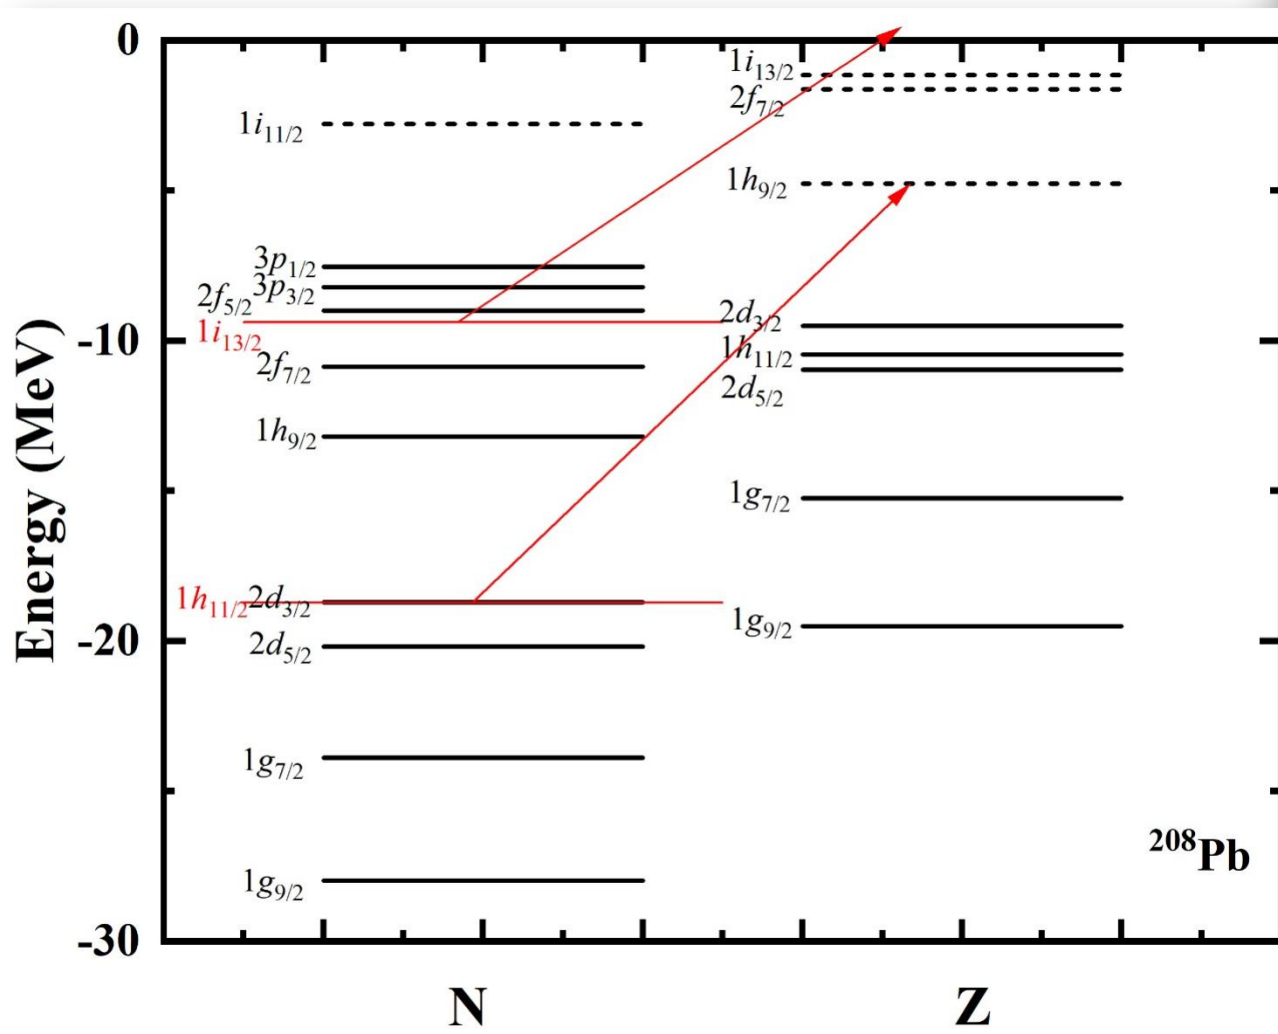 0
1i13/2
2f7/2
1i11/2
1h9/2
3p1/2
3p3/2
2f5/2
1i13/2
-10
2d3/2
1h11/2
2f7/2
2d5/2
1h9/2
1g7/2
1h11/2 2d3/2
1g9/2
-20
2d5/2
1g7/2
208Pb
1g9/2
-30
Energy (MeV)
N
Z